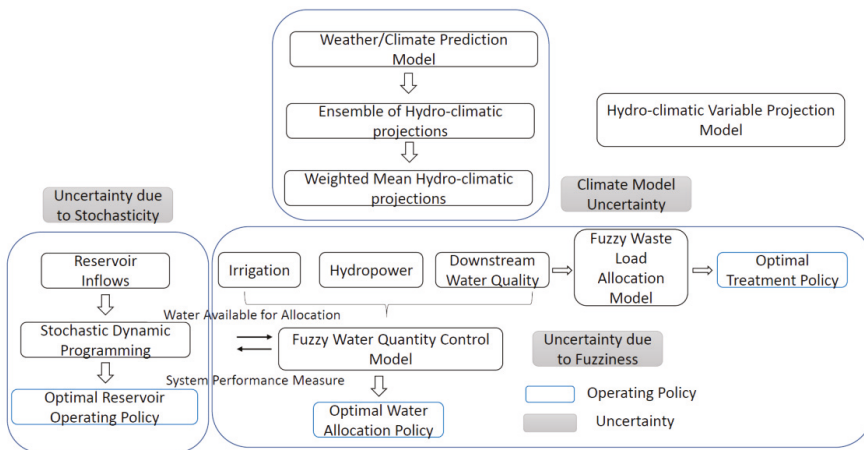 Weather/Climate Prediction
Model
Ensemble of Hydro-climatic
projections
Hydro-climatic Variable Projection
Model
Weighted Mean Hydro-climatic
projections
Uncertainty due
to Stochasticity
Climate Model
Uncertainty
Reservoir
Inflows
Stochastic Dynamic
Programming
Optimal Reservoir
Operating Policy
Irrigation
Hydropower
Downstream
Water Quality
Fuzzy Waste
Load
Allocation
Model
Optimal
Treatment Policy
Water Available for Allocation
Fuzzy Water Quantity Control
Model
System Performance Measure
Optimal Water
Allocation Policy
Uncertainty due
to Fuzziness
Operating Policy
Uncertainty